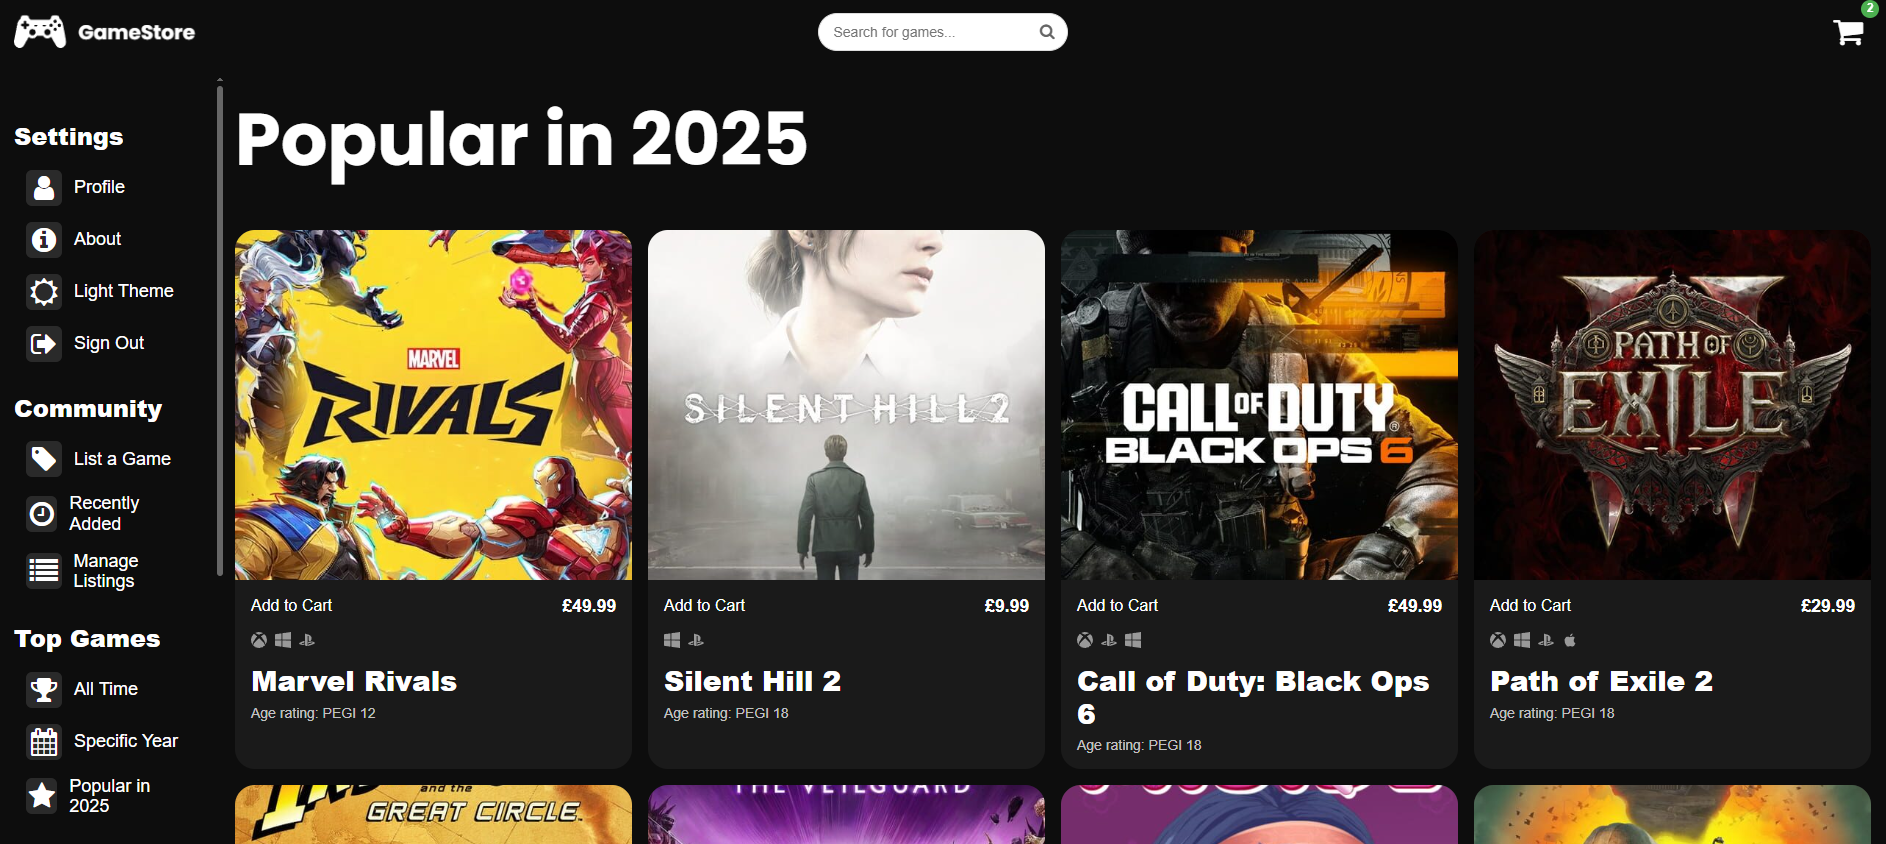 GameStore
Search for games...
2
Settings
Profile
About
Light Theme
Sign Out
Community
List a Game
Recently
Added
Manage
Listings
Top Games
All Time
Specific Year
Popular in
2025
Popular in 2025
MARVEL
RIVALS
Add to Cart £49.99
Marvel Rivals
Age rating: PEGI 12
SILENT HILL 2
Add to Cart £9.99
Silent Hill 2
Age rating: PEGI 18
CALL OF DUTY®
BLACK OPS 6
Add to Cart £49.99
Call of Duty: Black Ops
6
Age rating: PEGI 18
PATH OF
EXILE
Add to Cart £29.99
Path of Exile 2
Age rating: PEGI 18
and the
GREAT CIRCLE
THE VEILGUARD